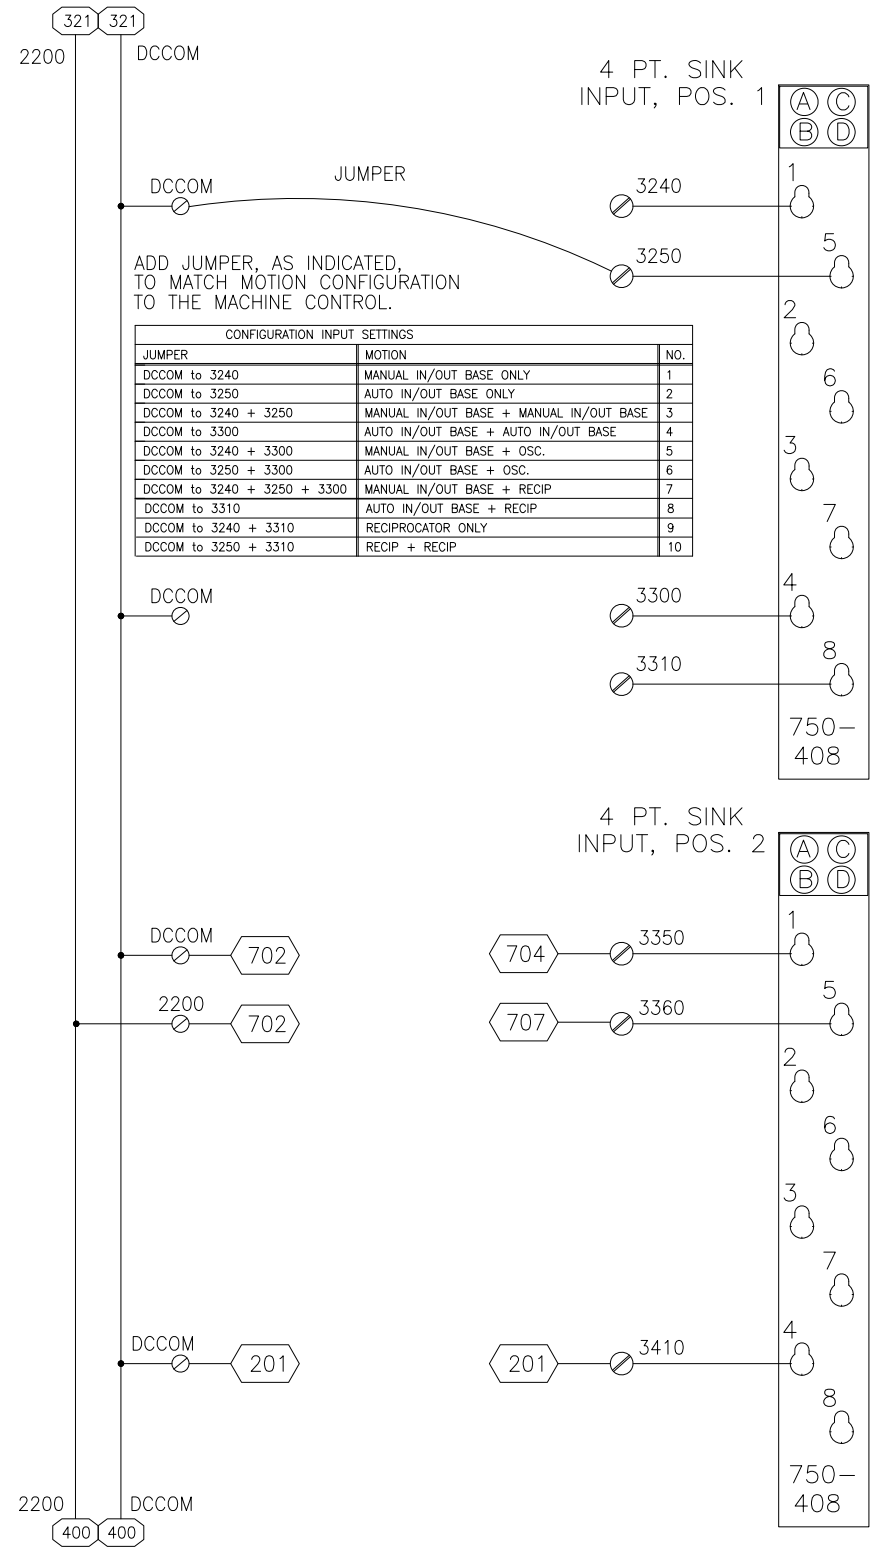 321 321
2200 DCCOM
4 PT. SINK
INPUT, POS. 1
A C
B D
JUMPER
1
DCCOM 3240
5
3250
ADD JUMPER, AS INDICATED,
TO MATCH MOTION CONFIGURATION
TO THE MACHINE CONTROL.
2
CONFIGURATION INPUT SETTINGS
JUMPER MOTION NO.
DCCOM to 3240 MANUAL IN/OUT BASE ONLY 1
DCCOM to 3250 AUTO IN/OUT BASE ONLY 2
DCCOM to 3240 + 3250 MANUAL IN/OUT BASE + MANUAL IN/OUT BASE 3
DCCOM to 3300 AUTO IN/OUT BASE + AUTO IN/OUT BASE 4
DCCOM to 3240 + 3300 MANUAL IN/OUT BASE + OSC. 5
DCCOM to 3250 + 3300 AUTO IN/OUT BASE + OSC. 6
DCCOM to 3240 + 3250 + 3300 MANUAL IN/OUT BASE + RECIP 7
DCCOM to 3310 AUTO IN/OUT BASE + RECIP 8
DCCOM to 3240 + 3310 RECIPROCATOR ONLY 9
DCCOM to 3250 + 3310 RECIP + RECIP 10
6
3
7
4
DCCOM 3300
8
3310
750-
408
4 PT. SINK
INPUT, POS. 2
A C
B D
1
DCCOM 702 704 3350
5
2200 702 707 3360
2
6
3
7
4
DCCOM 201 201 3410
8
750-
408
2200 DCCOM
400 400